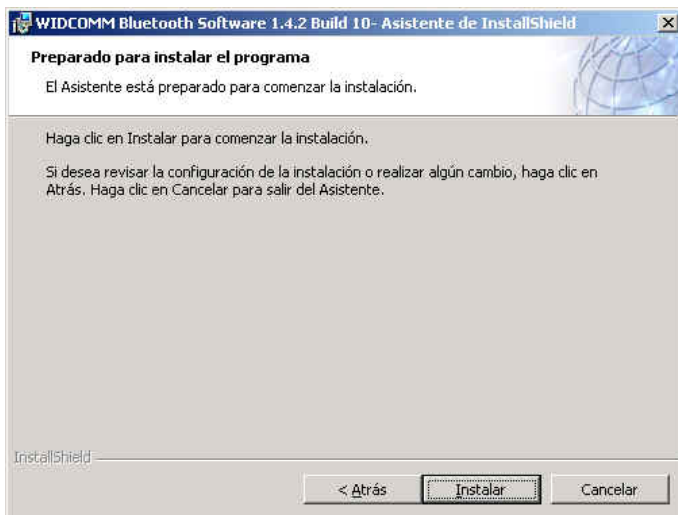 WIDCOMM Bluetooth Software 1.4.2 Build 10- Asistente de InstallShield
Preparado para instalar el programa
El Asistente está preparado para comenzar la instalación.
Haga clic en Instalar para comenzar la instalación.
Si desea revisar la configuración de la instalación o realizar algún cambio, haga clic en
Atrás. Haga clic en Cancelar para salir del Asistente.
InstallShield
< Atrás Instalar Cancelar